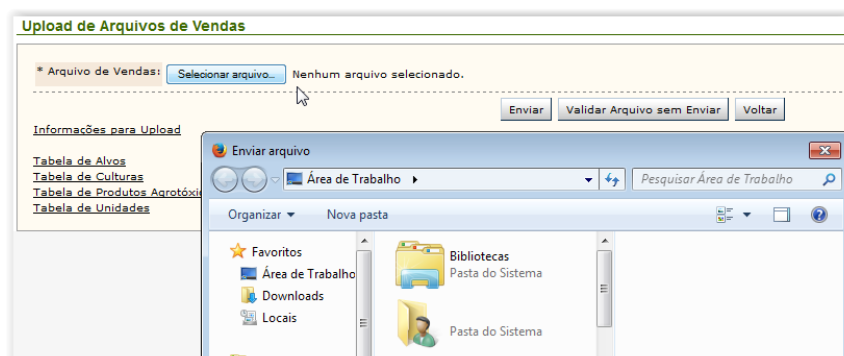 Upload de Arquivos de Vendas
* Arquivo de Vendas: Selecionar arquivo... Nenhum arquivo selecionado.
Enviar Validar Arquivo sem Enviar Voltar
Informações para Upload
Tabela de Alvos
Tabela de Culturas
Tabela de Produtos Agrotóxi
Tabela de Unidades
Enviar arquivo
Área de Trabalho
Pesquisar Área de Trabalho
Organizar Nova pasta
Favoritos
Área de Trabalho
Downloads
Locais
Bibliotecas
Pasta do Sistema
Pasta do Sistema